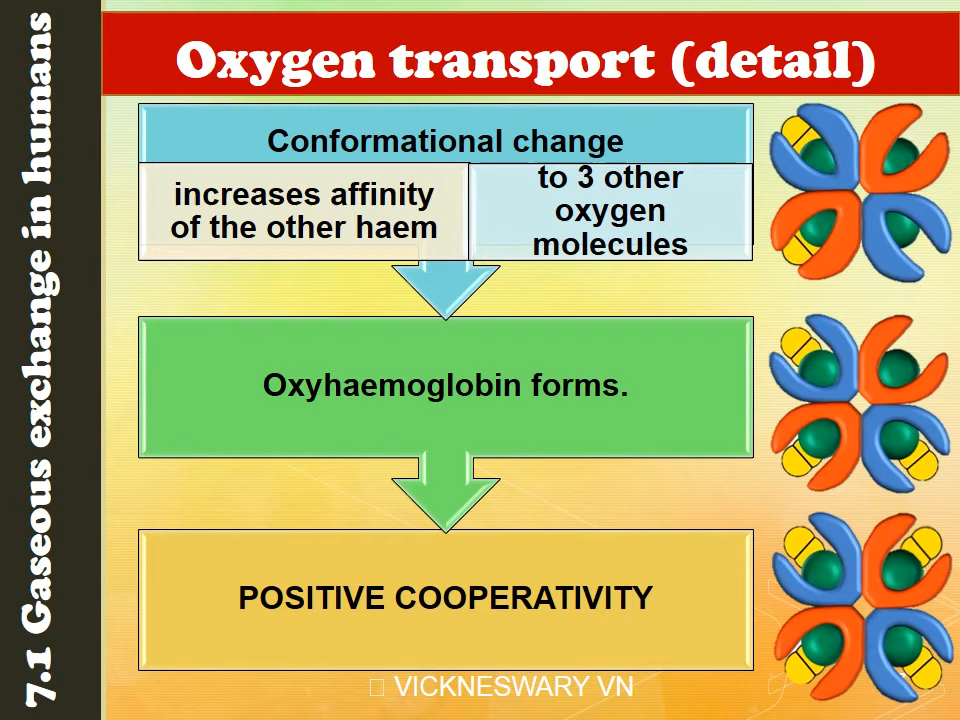 7.1 Gaseous exchange in humans
Oxygen transport (detail)
Conformational change
increases affinity
of the other haem
to 3 other
oxygen
molecules
Oxyhaemoglobin forms.
POSITIVE COOPERATIVITY
VICKNESWARY VN